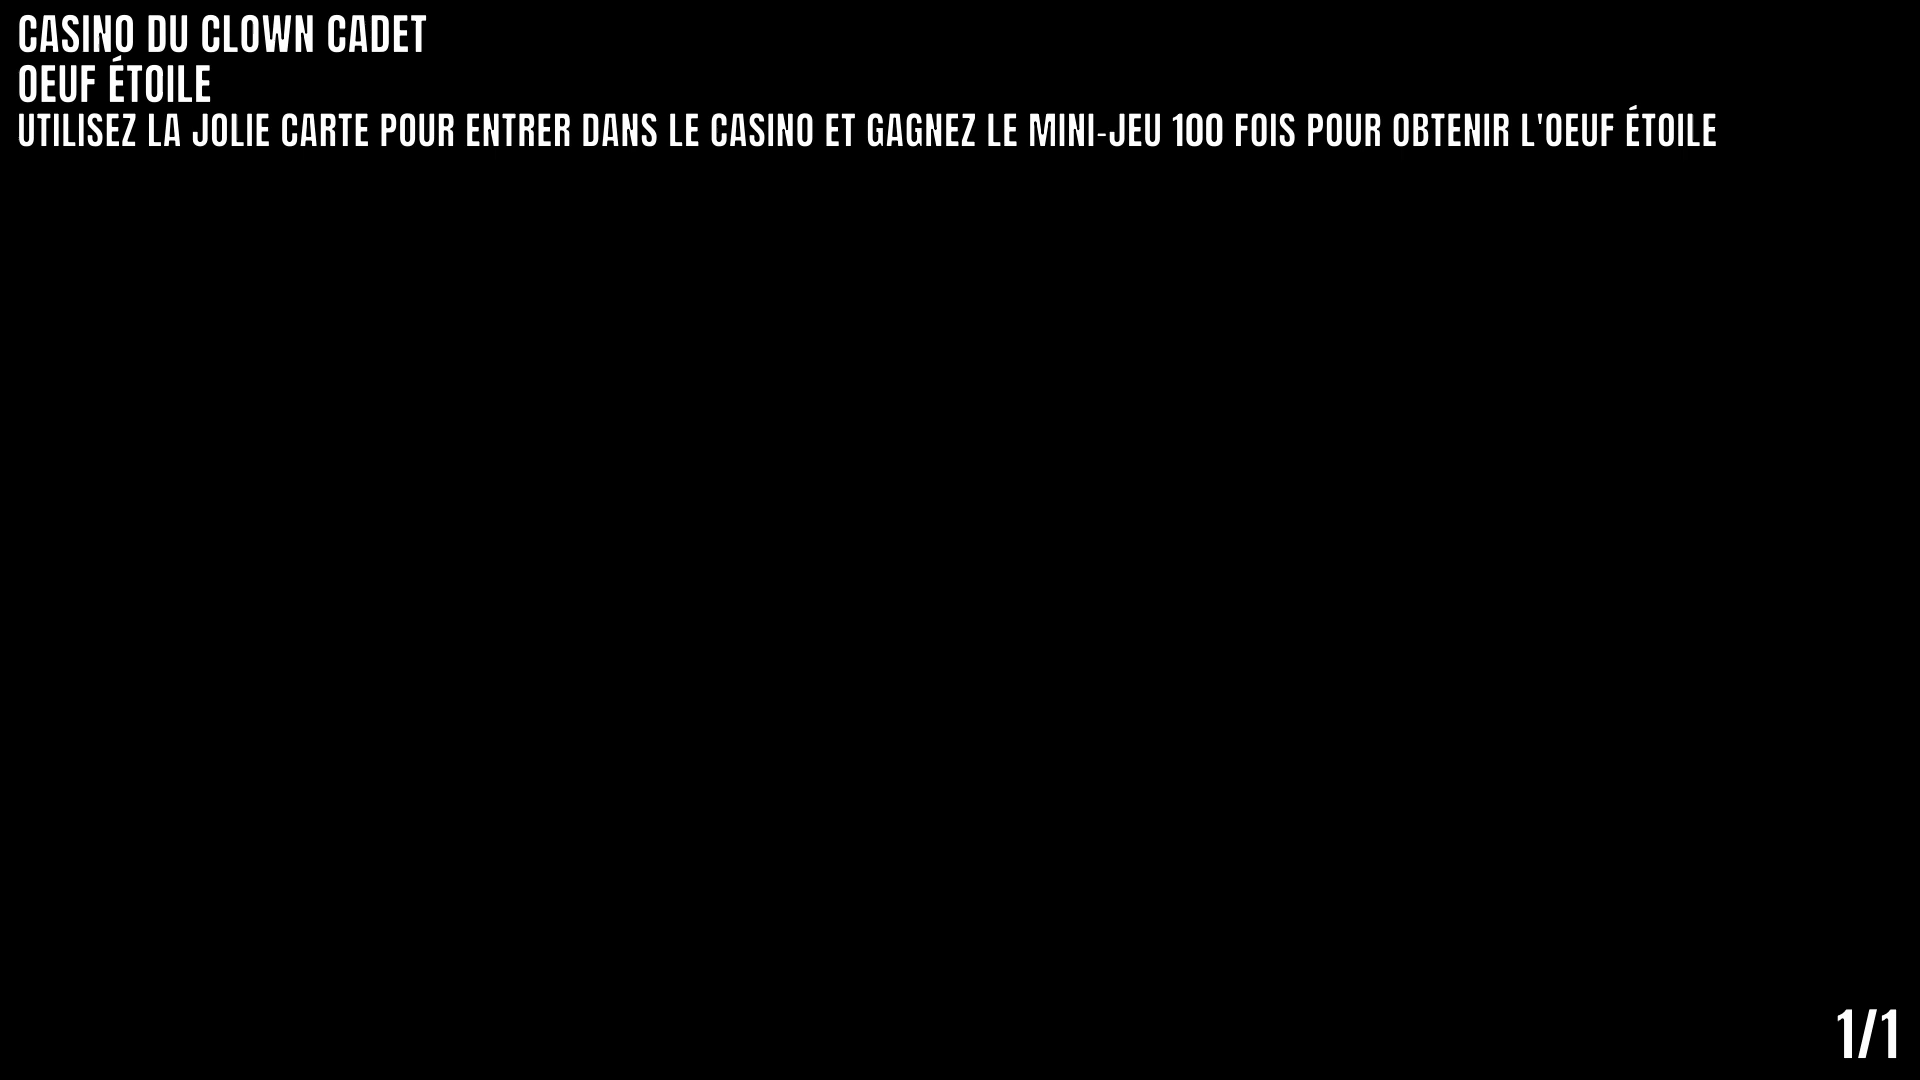 CASINO DU CLOWN CADET
OEUF ÉTOILE
UTILISEZ LA JOLIE CARTE POUR ENTRER DANS LE CASINO ET GAGNEZ LE MINI-JEU 100 FOIS POUR OBTENIR L'OEUF ÉTOILE
1/1